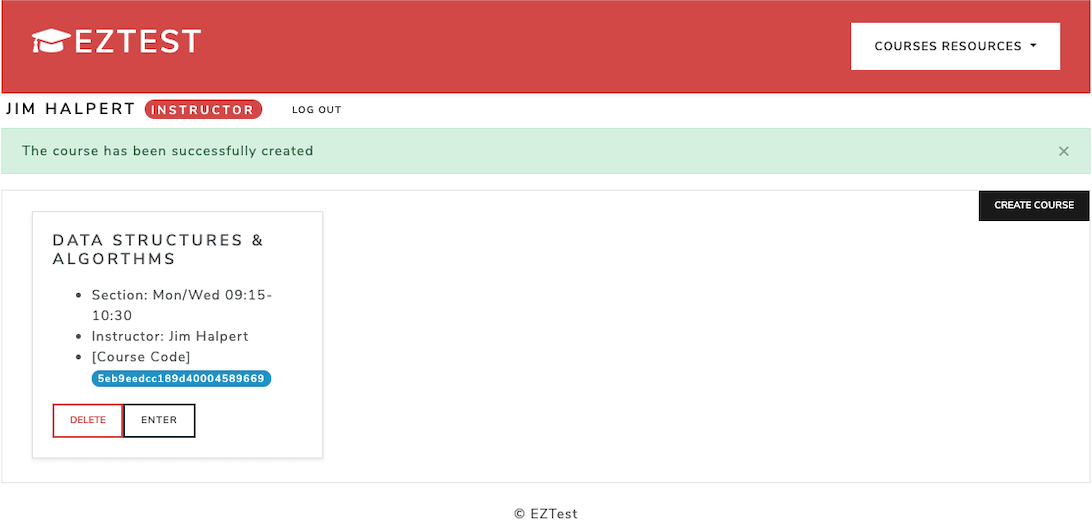 EZTEST
COURSES RESOURCES
JIM HALPERT INSTRUCTOR LOG OUT
The course has been successfully created ×
CREATE COURSE
DATA STRUCTURES &
ALGORTHMS
• Section: Mon/Wed 09:15-
10:30
• Instructor: Jim Halpert
• [Course Code]
5eb9eedcc189d40004589669
DELETE ENTER
© EZTest